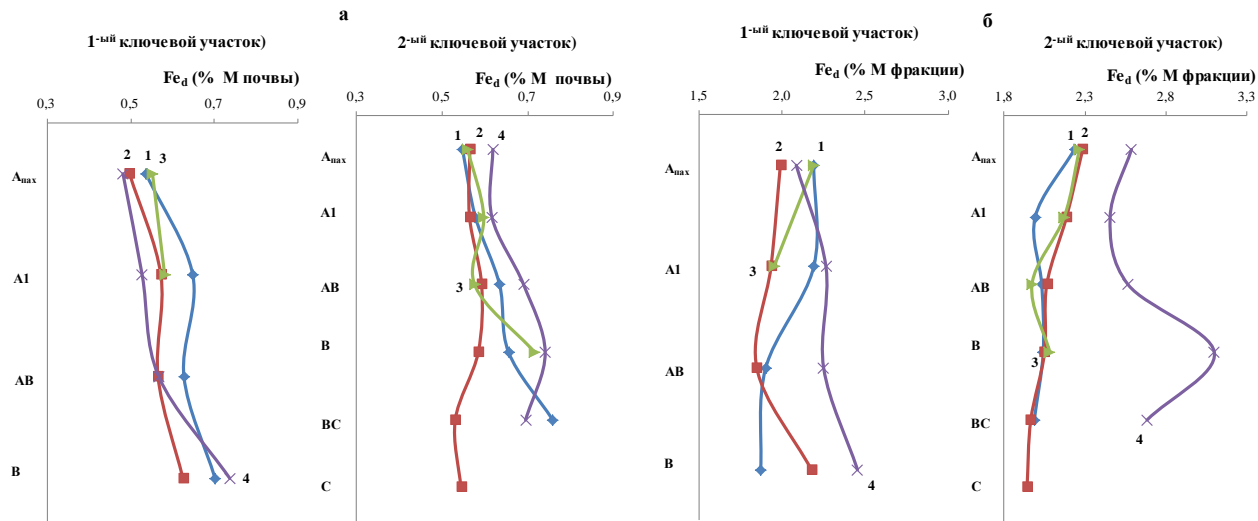 а
1-ый ключевой участок)
Fed (% М почвы)
0,3 0,5 0,7 0,9
2 1 3
Апах
А1
АВ
В
4
2-ый ключевой участок)
Fed (% М почвы)
0,3 0,5 0,7 0,9
1 2 4
Апах
А1
АВ
3
В
ВС
С
б
1-ый ключевой участок)
Fed (% М фракции)
1,5 2,0 2,5 3,0
2 1
Апах
А1
3
АВ
В
4
2-ый ключевой участок)
Fed (% М фракции)
1,8 2,3 2,8 3,3
1 2
Апах
А1
АВ
В
3
ВС
4
С